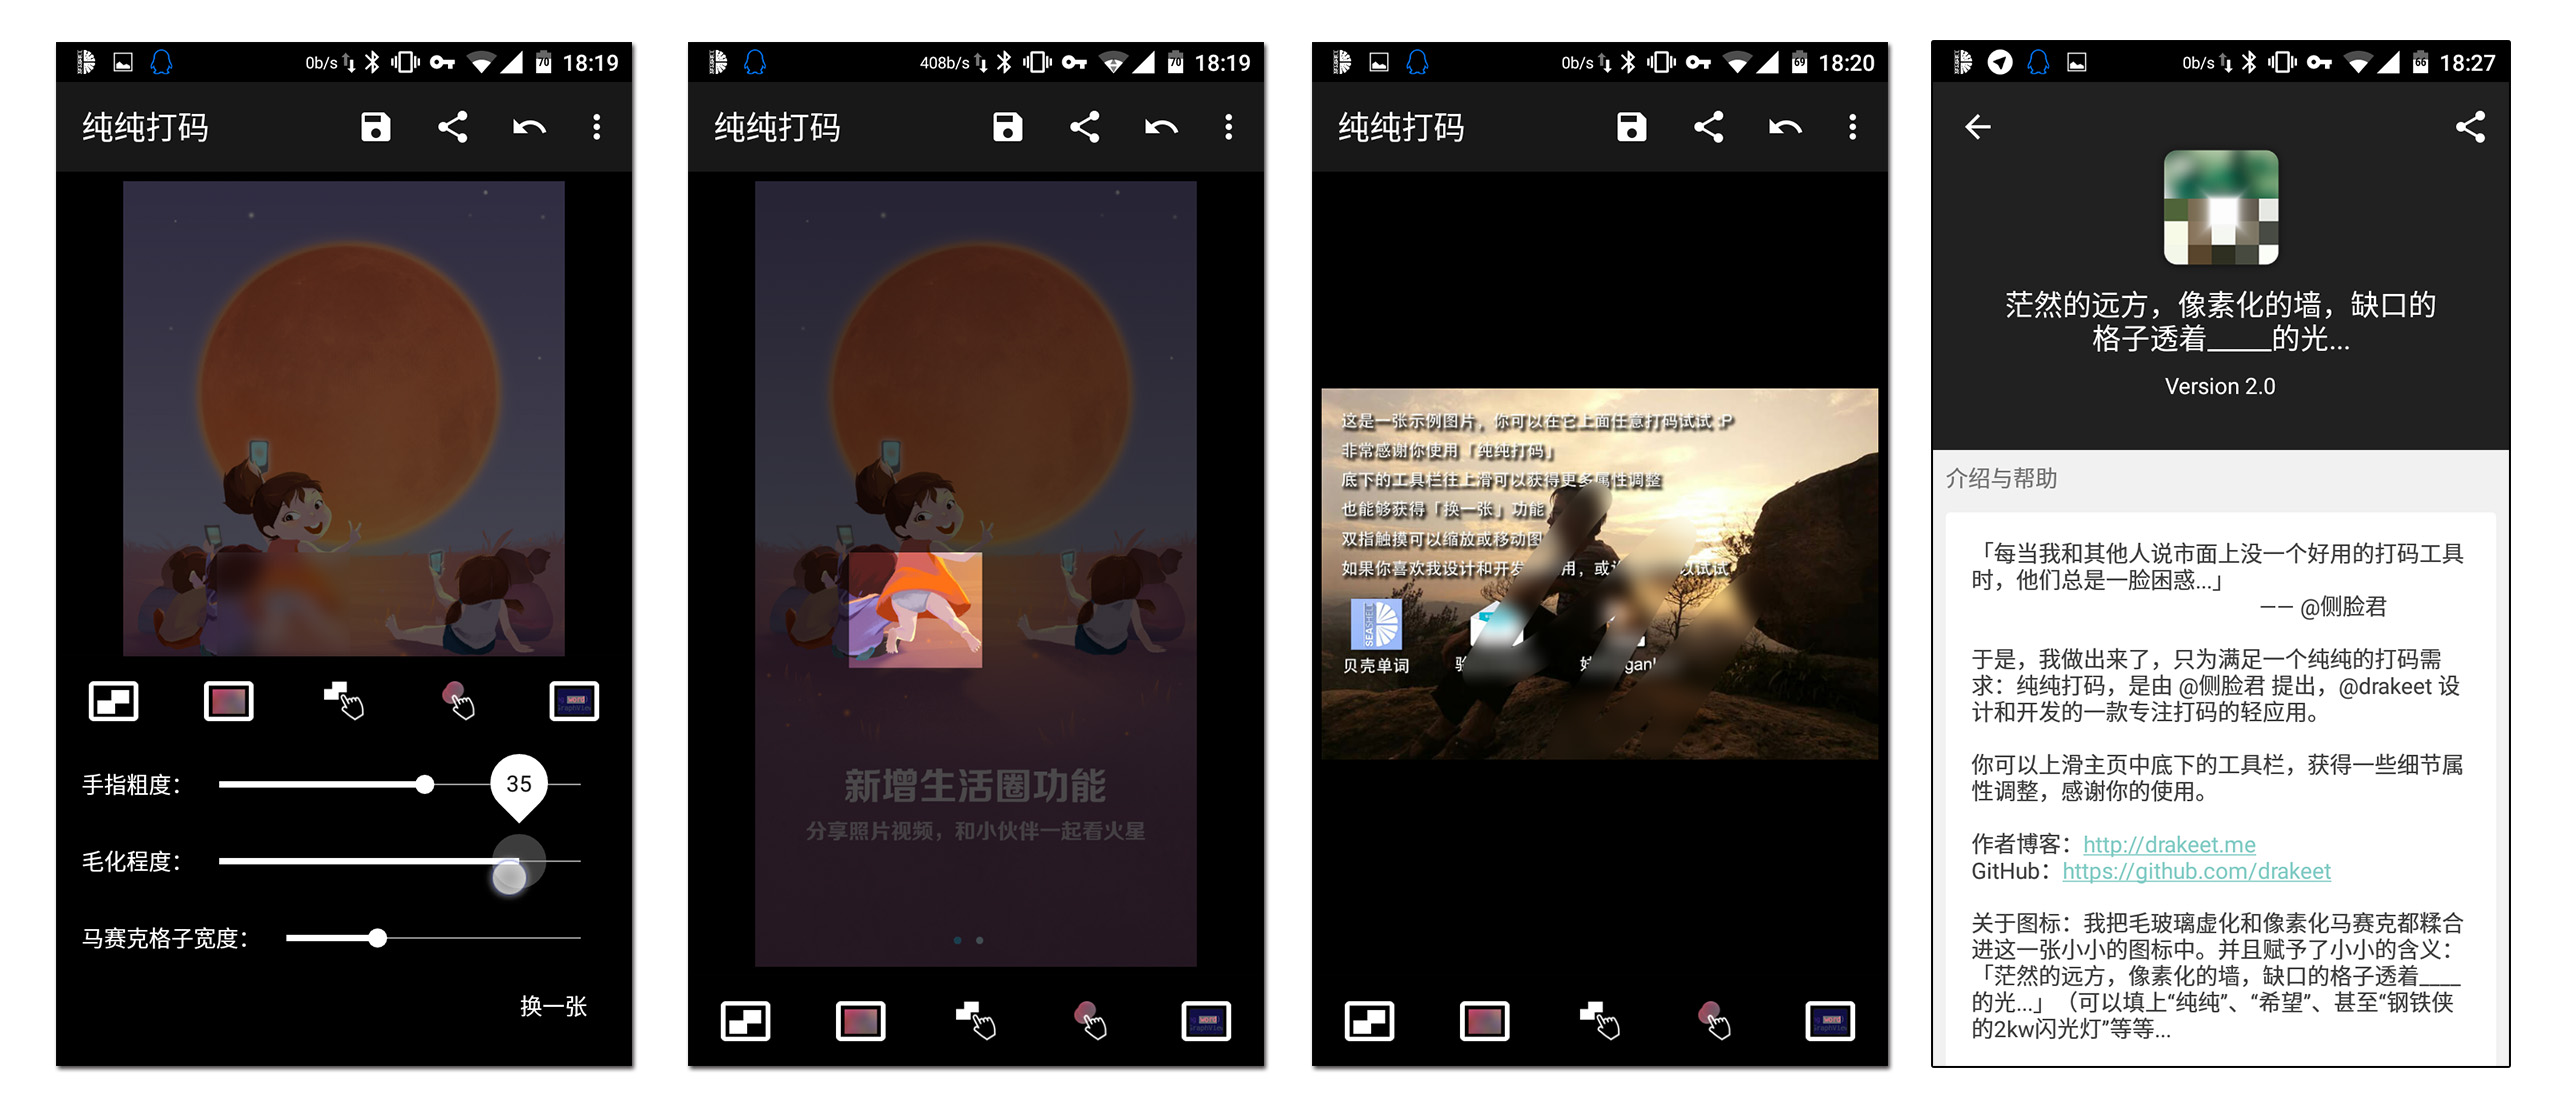 0b/s 70 18:19
纯纯打码
手指粗度：
35
毛化程度：
马赛克格子宽度：
换一张
408b/s 70 18:19
纯纯打码
新增生活圈功能
分享照片视频，和小伙伴一起看火星
0b/s 69 18:20
纯纯打码
这是一张示例图片，你可以在它上面任意打码试试 :P
非常感谢你使用「纯纯打码」
底下的工具栏往上滑可以获得更多属性调整
也能够获得「换一张」功能
双指触摸可以缩放或移动图
如果你喜欢我设计和开发 用，或 以试试
SEASHELL
贝壳单词
gank
0b/s 66 18:27
茫然的远方，像素化的墙，缺口的
格子透着_____的光...
Version 2.0
介绍与帮助
「每当我和其他人说市面上没一个好用的打码工具
时，他们总是一脸困惑...」
—— @侧脸君
于是，我做出来了，只为满足一个纯纯的打码需
求：纯纯打码，是由 @侧脸君 提出，@drakeet 设
计和开发的一款专注打码的轻应用。
你可以上滑主页中底下的工具栏，获得一些细节属
性调整，感谢你的使用。
作者博客：http://drakeet.me
GitHub：https://github.com/drakeet
关于图标：我把毛玻璃虚化和像素化马赛克都糅合
进这一张小小的图标中。并且赋予了小小的含义：
「茫然的远方，像素化的墙，缺口的格子透着____
的光...」（可以填上“纯纯”、“希望”、甚至“钢铁侠
的2kw闪光灯”等等...